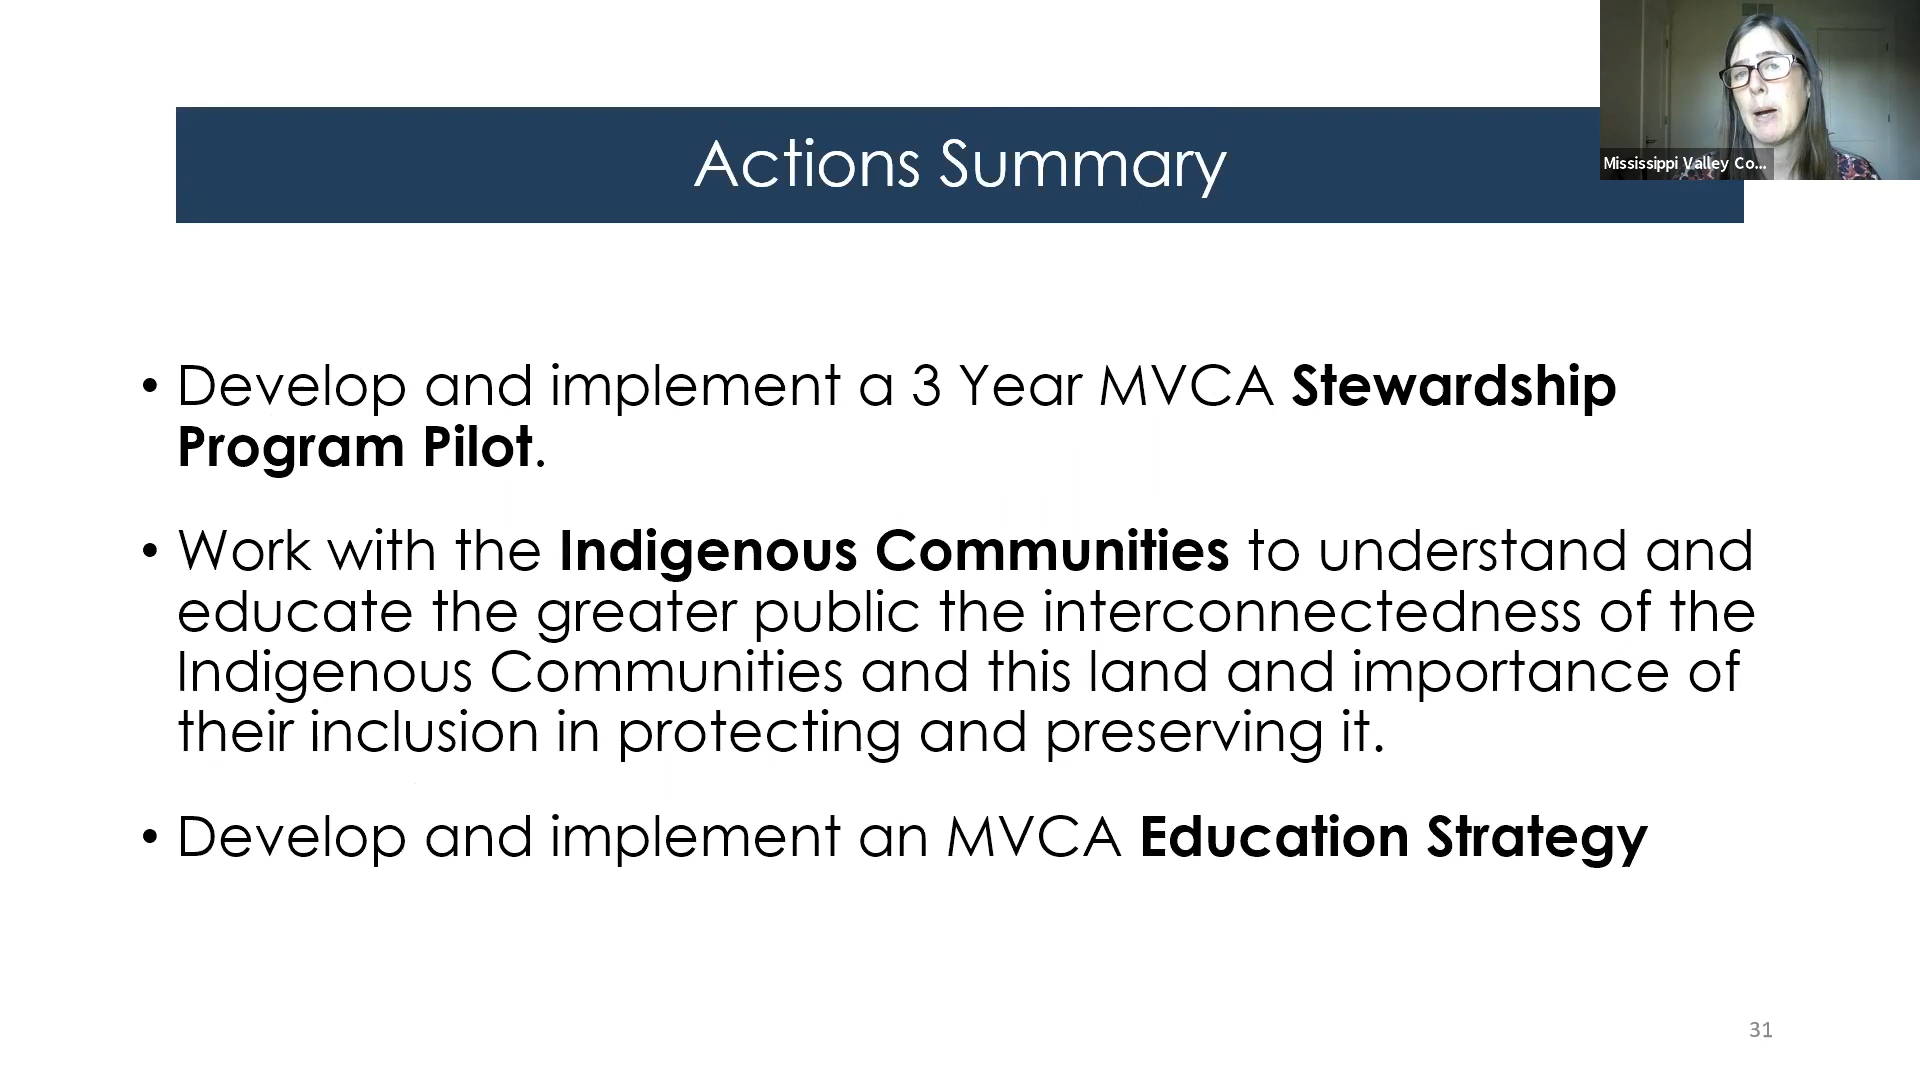 Actions Summary
Mississippi Valley Co...
• Develop and implement a 3 Year MVCA Stewardship
Program Pilot.
• Work with the Indigenous Communities to understand and
educate the greater public the interconnectedness of the
Indigenous Communities and this land and importance of
their inclusion in protecting and preserving it.
• Develop and implement an MVCA Education Strategy
31